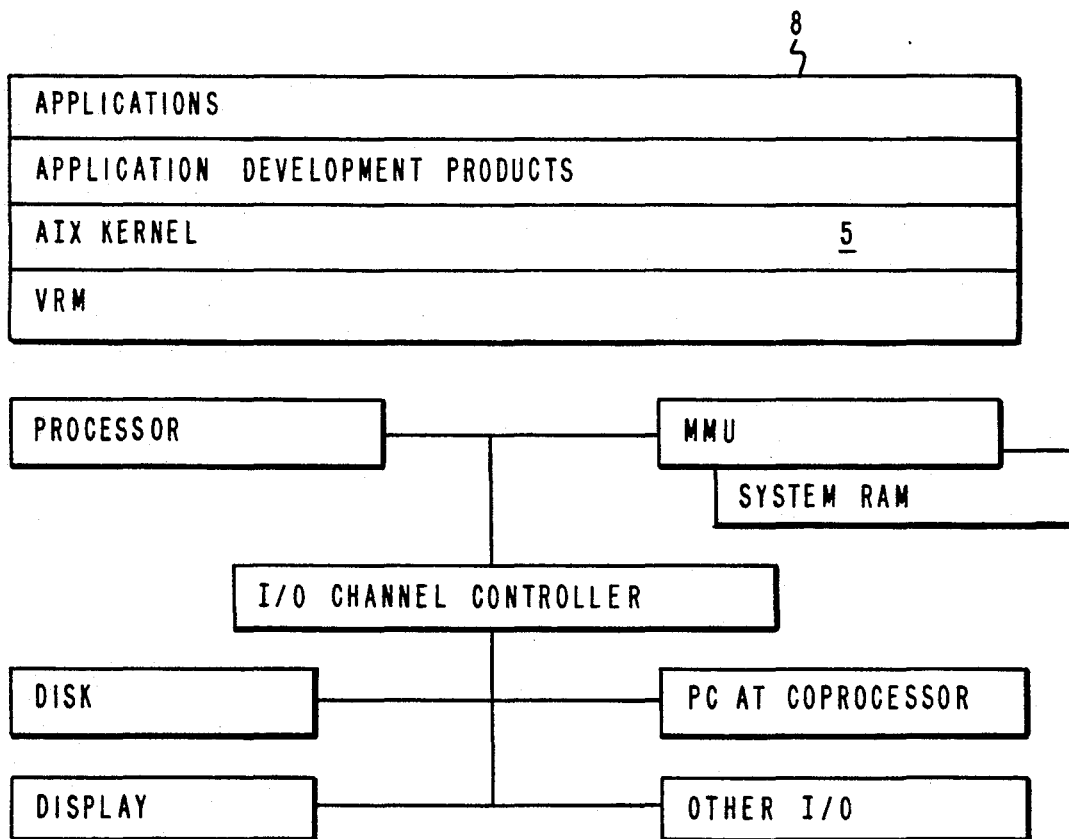 8
APPLICATIONS
APPLICATION DEVELOPMENT PRODUCTS
AIX KERNEL 5
VRM
PROCESSOR
MMU
SYSTEM RAM
I/O CHANNEL CONTROLLER
DISK
PC AT COPROCESSOR
DISPLAY
OTHER I/O